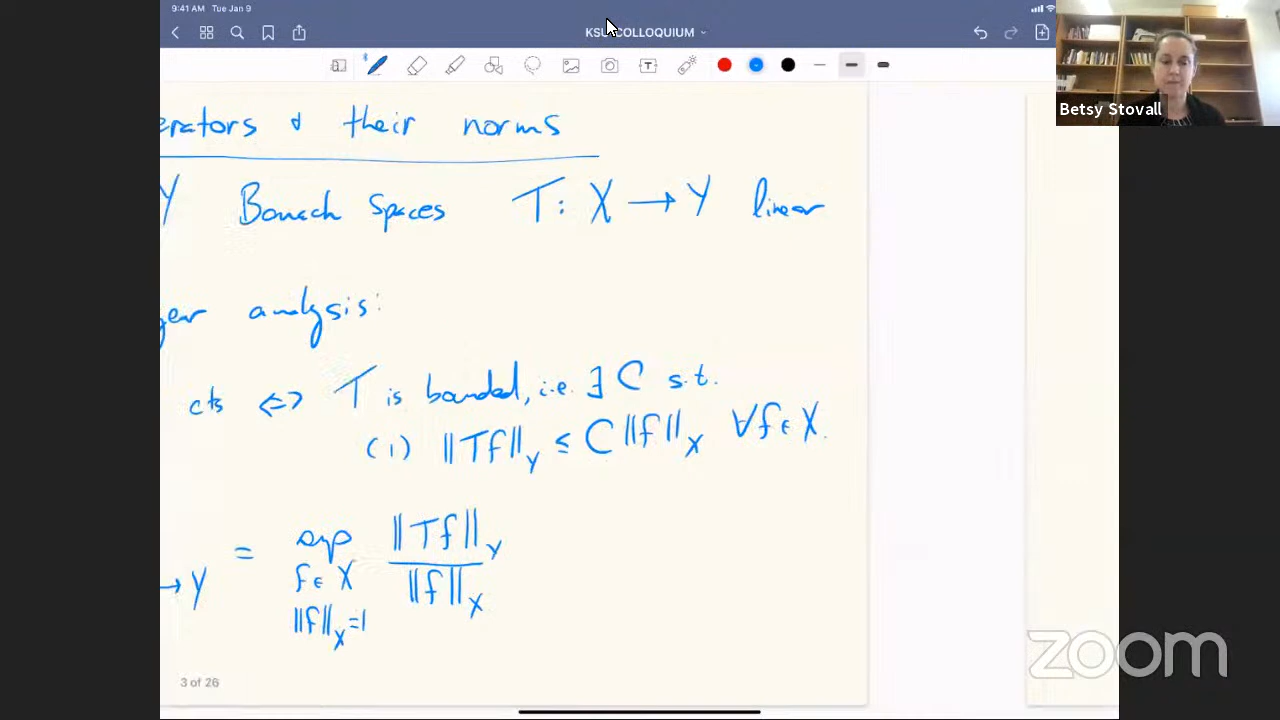 9:41 AM Tue Jan 9
KSU COLLOQUIUM
Betsy Stovall
erators & their norms
Y Banach Spaces T: X → Y linear
ger analysis:
cts ⇔ T is bounded, i.e. ∃ C s.t.
(1) ‖Tf‖_Y ≤ C‖f‖_X ∀f∈X.
→Y = sup ‖Tf‖_Y
f∈X ‖f‖_X
‖f‖_X=1
3 of 26
zoom